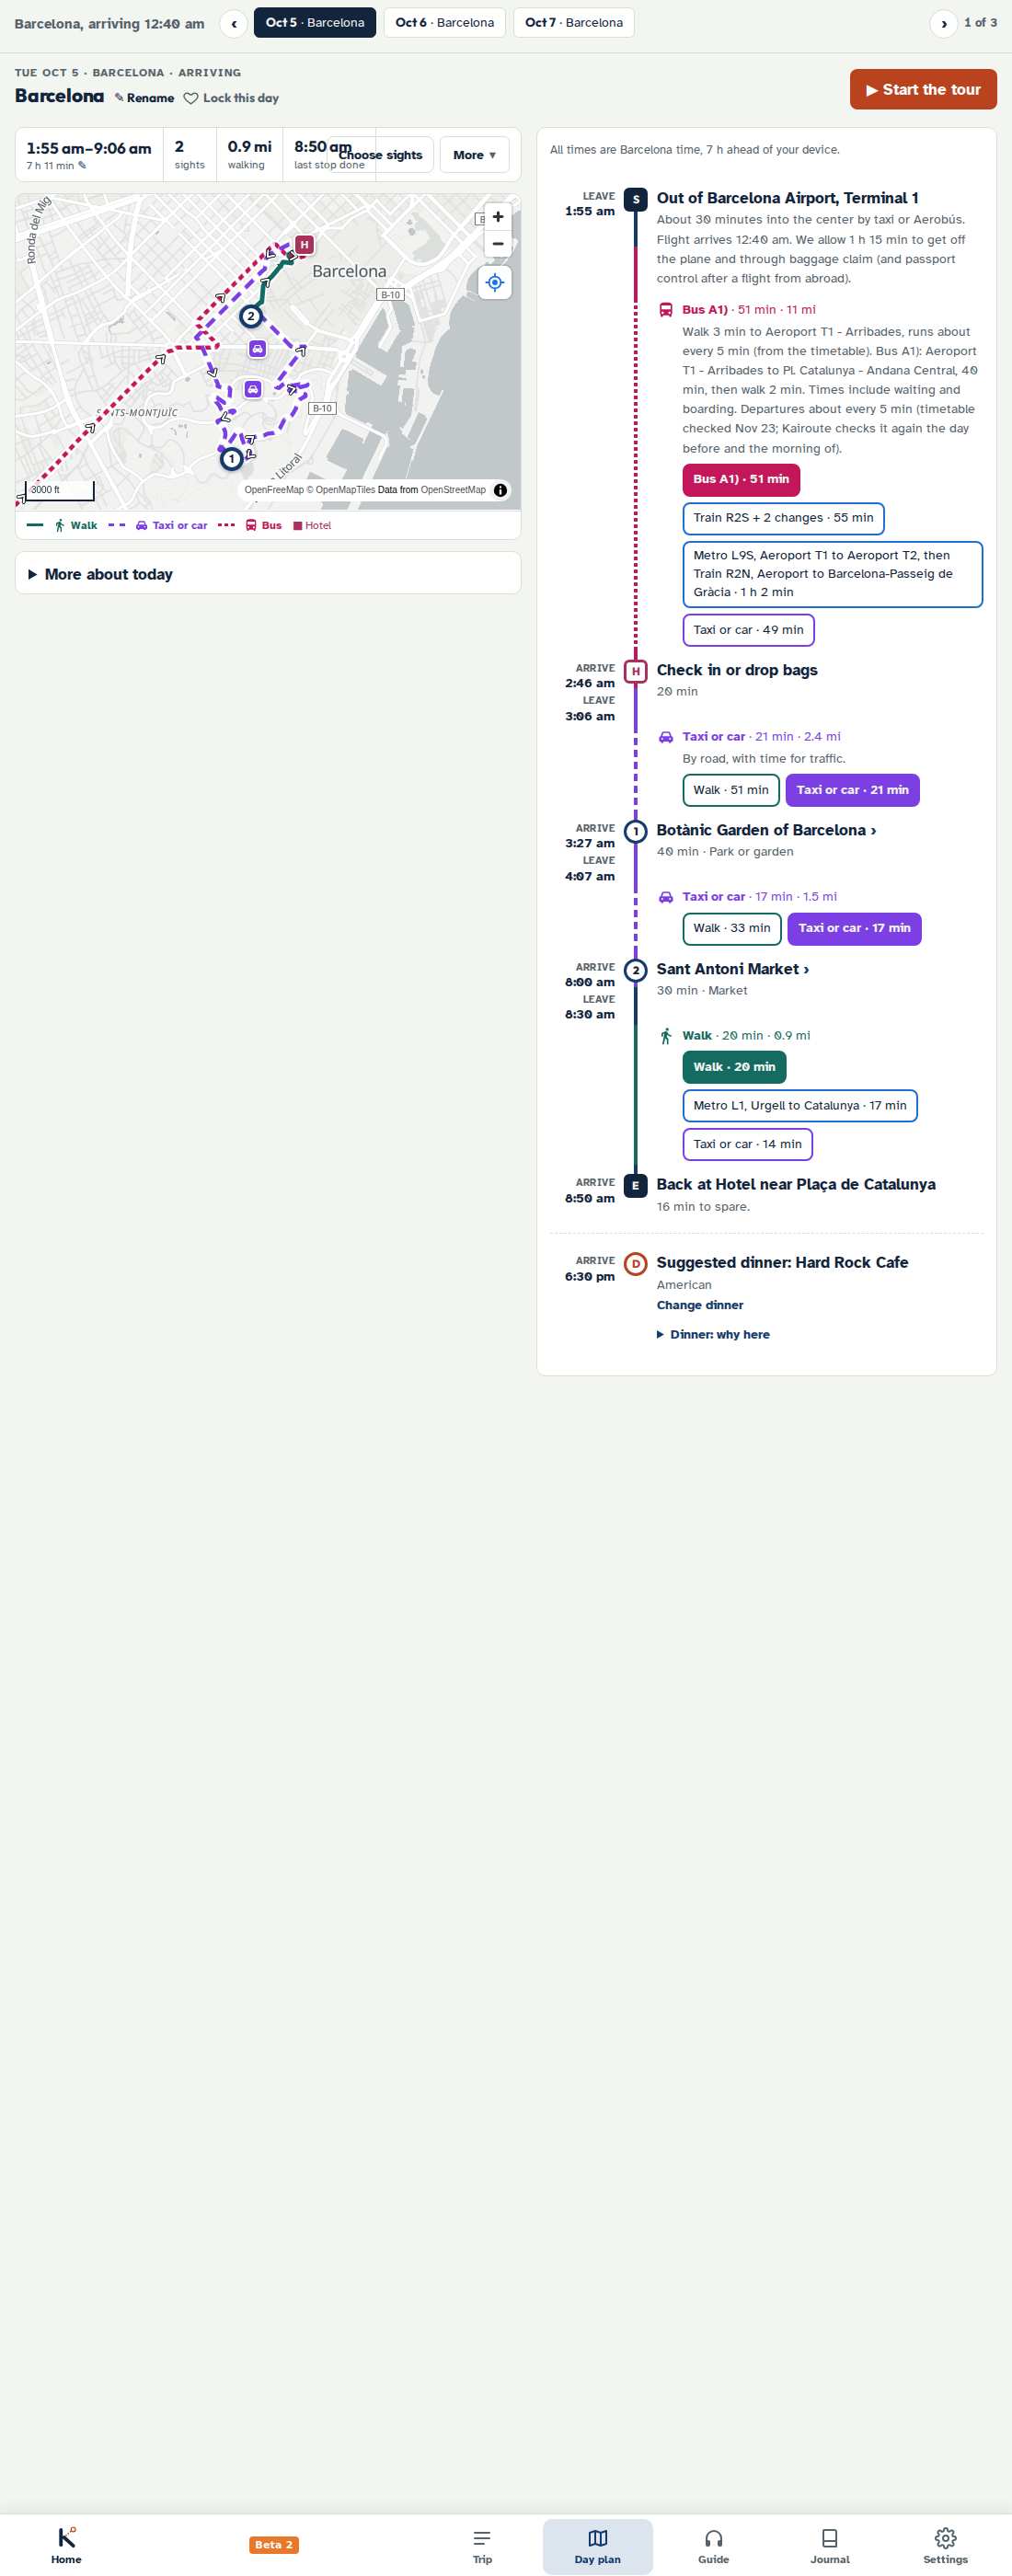 Barcelona, arriving 12:40 am
‹
Oct 5 · Barcelona
Oct 6 · Barcelona
Oct 7 · Barcelona
›
1 of 3
TUE OCT 5 · BARCELONA · ARRIVING
Barcelona
✎ Rename
Lock this day
▶ Start the tour
1:55 am–9:06 am
7 h 11 min ✎
2
sights
0.9 mi
walking
8:50 am
last stop done
Choose sights
More ▼
Ronda del Mig
H
Barcelona
B-10
2
B-10
1
Litoral
+
−
3000 ft
OpenFreeMap © OpenMapTiles Data from OpenStreetMap
Walk
Taxi or car
Bus
Hotel
▶ More about today
All times are Barcelona time, 7 h ahead of your device.
LEAVE
1:55 am
S
Out of Barcelona Airport, Terminal 1
About 30 minutes into the center by taxi or Aerobús.
Flight arrives 12:40 am. We allow 1 h 15 min to get off
the plane and through baggage claim (and passport
control after a flight from abroad).
Bus A1) · 51 min · 11 mi
Walk 3 min to Aeroport T1 - Arribades, runs about
every 5 min (from the timetable). Bus A1): Aeroport
T1 - Arribades to Pl. Catalunya - Andana Central, 40
min, then walk 2 min. Times include waiting and
boarding. Departures about every 5 min (timetable
checked Nov 23; Kairoute checks it again the day
before and the morning of).
Bus A1) · 51 min
Train R2S + 2 changes · 55 min
Metro L9S, Aeroport T1 to Aeroport T2, then
Train R2N, Aeroport to Barcelona-Passeig de
Gràcia · 1 h 2 min
Taxi or car · 49 min
ARRIVE
2:46 am
LEAVE
3:06 am
H
Check in or drop bags
20 min
Taxi or car · 21 min · 2.4 mi
By road, with time for traffic.
Walk · 51 min
Taxi or car · 21 min
ARRIVE
3:27 am
LEAVE
4:07 am
1
Botànic Garden of Barcelona ›
40 min · Park or garden
Taxi or car · 17 min · 1.5 mi
Walk · 33 min
Taxi or car · 17 min
ARRIVE
8:00 am
LEAVE
8:30 am
2
Sant Antoni Market ›
30 min · Market
Walk · 20 min · 0.9 mi
Walk · 20 min
Metro L1, Urgell to Catalunya · 17 min
Taxi or car · 14 min
ARRIVE
8:50 am
E
Back at Hotel near Plaça de Catalunya
16 min to spare.
ARRIVE
6:30 pm
D
Suggested dinner: Hard Rock Cafe
American
Change dinner
▶ Dinner: why here
Home
Beta 2
Trip
Day plan
Guide
Journal
Settings